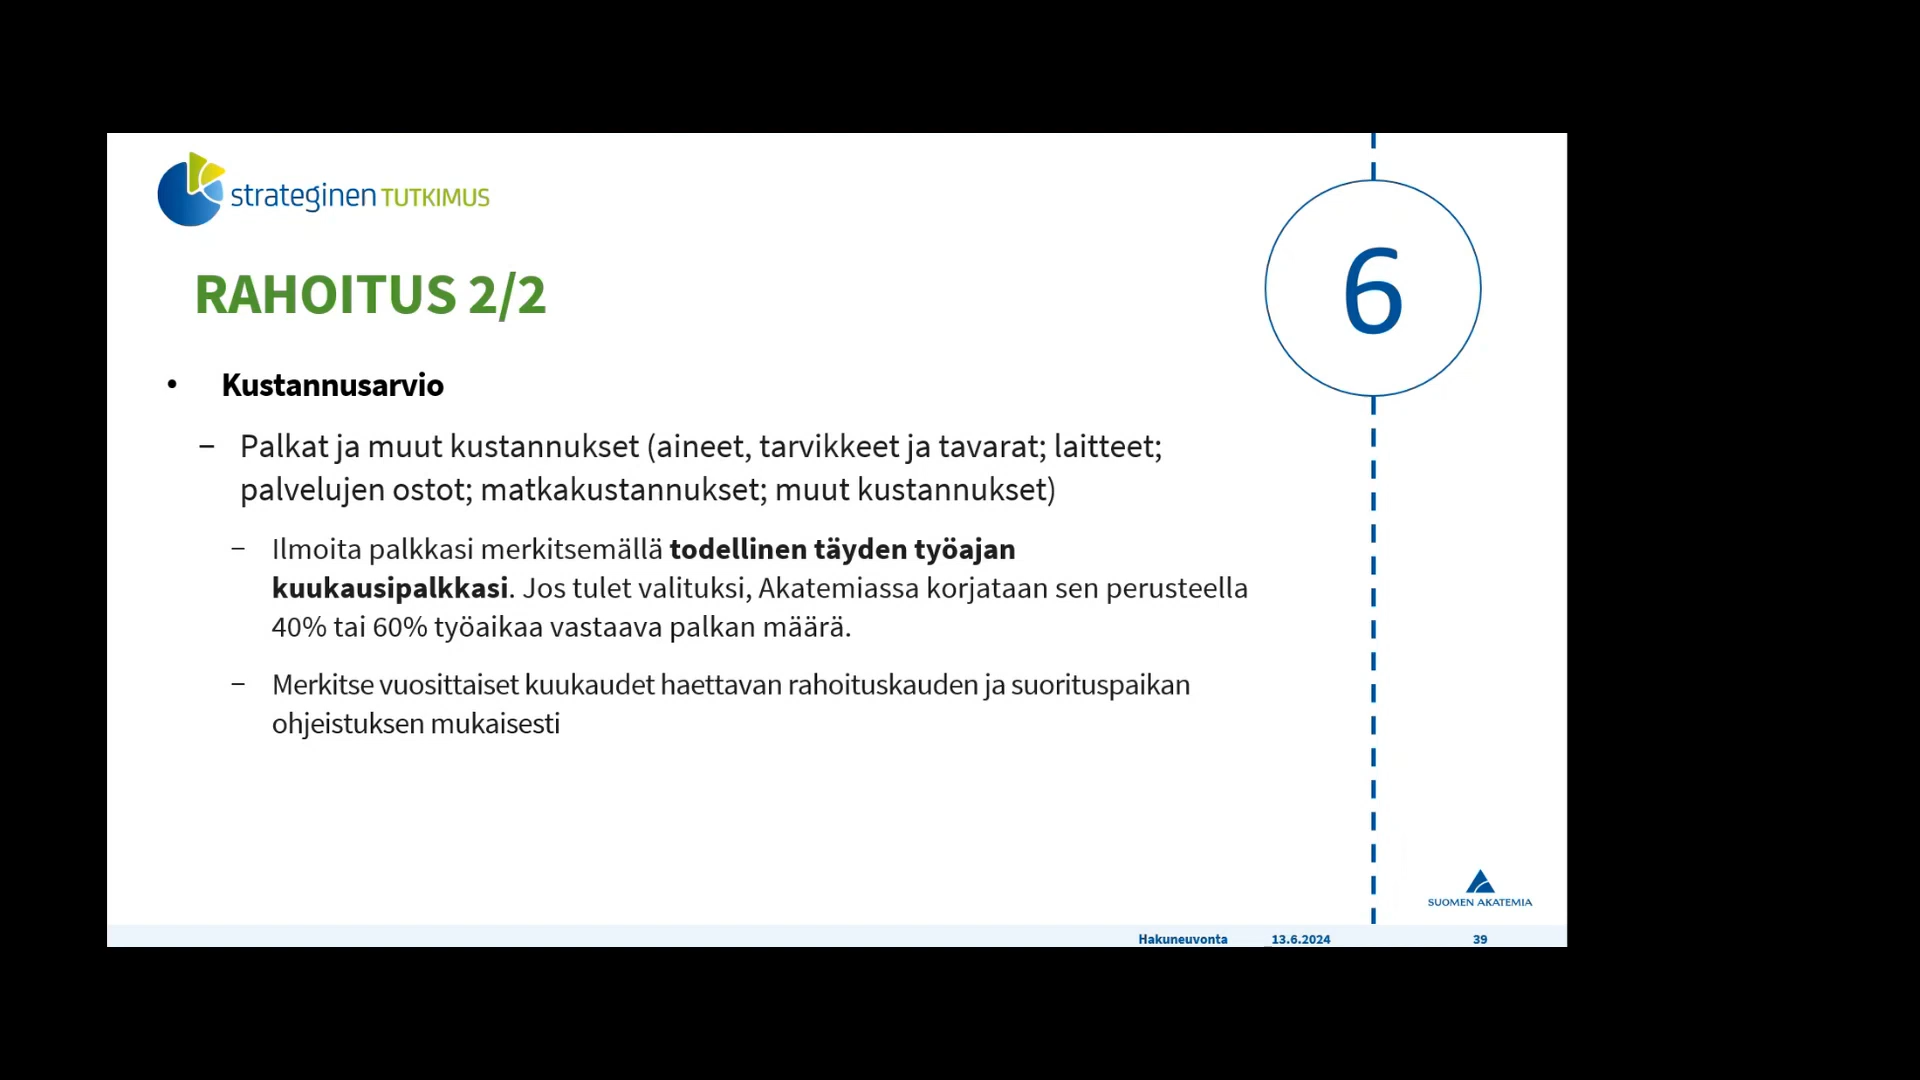 strateginen TUTKIMUS
6
RAHOITUS 2/2
• Kustannusarvio
– Palkat ja muut kustannukset (aineet, tarvikkeet ja tavarat; laitteet;
palvelujen ostot; matkakustannukset; muut kustannukset)
– Ilmoita palkkasi merkitsemällä todellinen täyden työajan
kuukausipalkkasi. Jos tulet valituksi, Akatemiassa korjataan sen perusteella
40% tai 60% työaikaa vastaava palkan määrä.
– Merkitse vuosittaiset kuukaudet haettavan rahoituskauden ja suorituspaikan
ohjeistuksen mukaisesti
SUOMEN AKATEMIA
Hakuneuvonta 13.6.2024 39